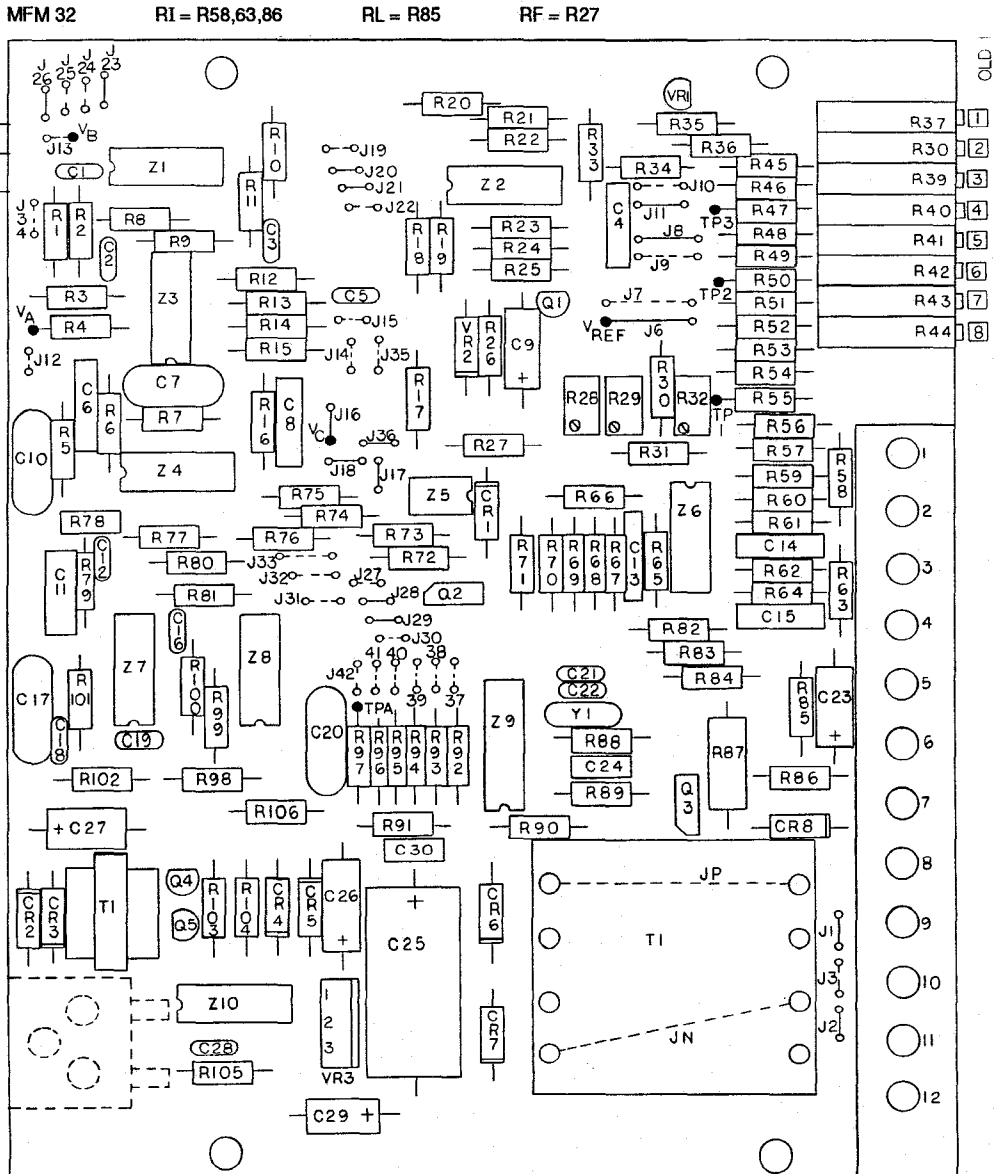 MFM 32 RI = R58,63,86 RL = R85 RF = R27
OLD
J26 J25 J24 J23
VB
J13
C1
Z1
R10
R11
C3
J19
J20
J21
J22
R20
R21
R22
Z2
R33
VR1
R35
R36
R34
J10
J11
C4
J8
J9
R37 1
R30 2
R39 3
R40 4
R41 5
R42 6
R43 7
R44 8
R45
R46
R47
TP3
R48
R49
R50
TP2
R51
R52
R53
R54
R55
TP
J34
R1
R2
C2
R8
R9
Z3
R3
VA
R4
J12
R12
R13
R14
R15
C5
J15
J14
J35
R18
R19
R23
R24
R25
VR2
R26
C9
+
Q1
J7
VREF
J6
R28
R29
R30
R32
R31
C7
C6
R6
R7
R5
C10
Z4
R16
C8
J16
VC
J36
J18
J17
R17
R27
Z5
CR1
R56
R57
R58
R59
R60
R61
C14
R62
R64
C15
R63
R78
C12
R77
R76
R75
R74
R73
R72
R80
R81
J33
J32
J31
J27
J28
J29
J30
Q2
C11
R79
R66
R71
R70
R69
R68
R67
C13
R65
Z6
R82
R83
R84
C16
Z7
Z8
R100
R99
C17
R101
C18
C19
J42 41 40 38
39 37
TPA
C20
R97
R96
R95
R94
R93
R92
Z9
C21
C22
Y1
R88
C24
R89
R87
Q3
R85
C23
+
R86
CR8
R102
R98
R106
R91
C30
R90
+ C27
CR2
CR3
T1
Q4
Q5
R103
R104
CR4
CR5
C26
+
+
C25
CR6
CR7
JP
T1
JN
J1
J3
J2
Z10
C28
R105
1
2
3
VR3
C29 +
1
2
3
4
5
6
7
8
9
10
11
12